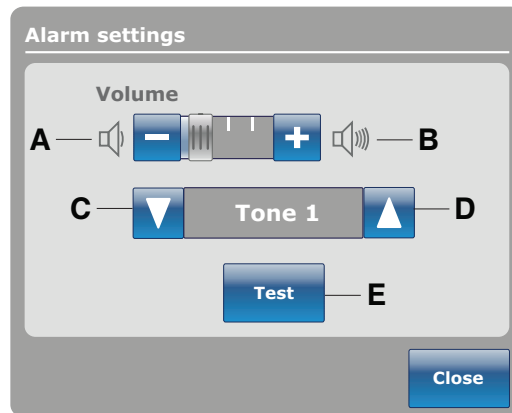 Alarm settings
Volume
A
B
C
Tone 1
D
Test
E
Close